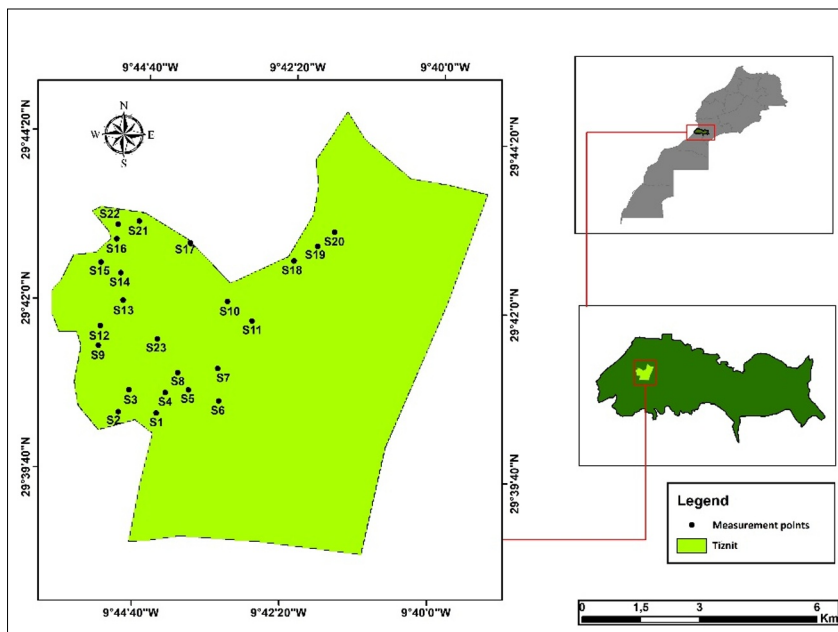 9°44'40"W 9°42'20"W 9°40'0"W
29°44'20"N
29°44'20"N
N
W E
S
S22
S21
S16
S17
S20
S19
S18
S15
S14
S13
S10
S11
29°42'0"N
29°42'0"N
S12
S9
S23
S8
S7
S3
S4
S5
S6
S2
S1
29°39'40"N
29°39'40"N
9°44'40"W 9°42'20"W 9°40'0"W
Legend
Measurement points
Tiznit
0 1,5 3 6
Km